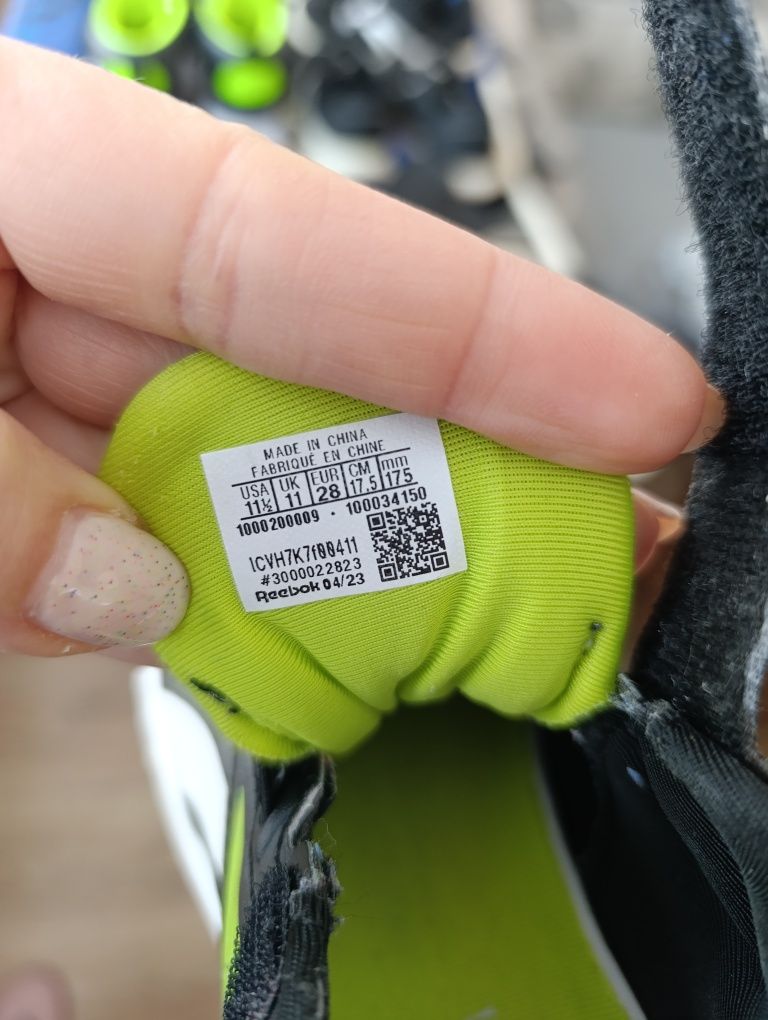 MADE IN CHINA
FABRIQUÉ EN CHINE
USA UK EUR CM mm
11½ 11 28 17.5 175
1000200009 · 100034150
ICVH7K7f00411
#3000022823
Reebok 04/23